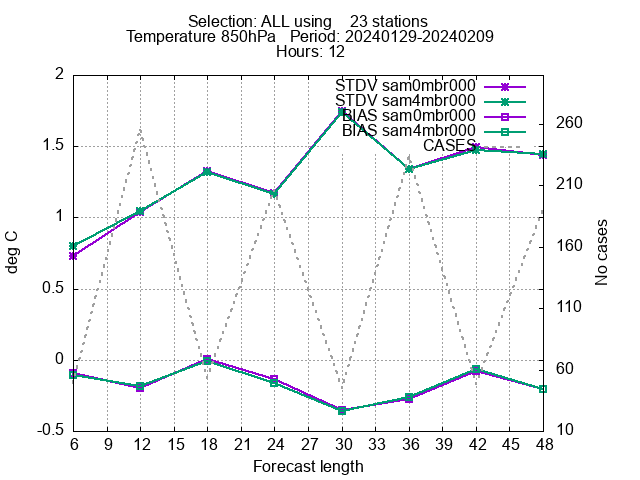 Selection: ALL using    23 stations
Temperature 850hPa   Period: 20240129-20240209
Hours: 12
STDV sam0mbr000
STDV sam4mbr000
BIAS sam0mbr000
BIAS sam4mbr000
CASES
deg C
2
1.5
1
0.5
0
-0.5
No cases
260
210
160
110
60
10
6 9 12 15 18 21 24 27 30 33 36 39 42 45 48
Forecast length